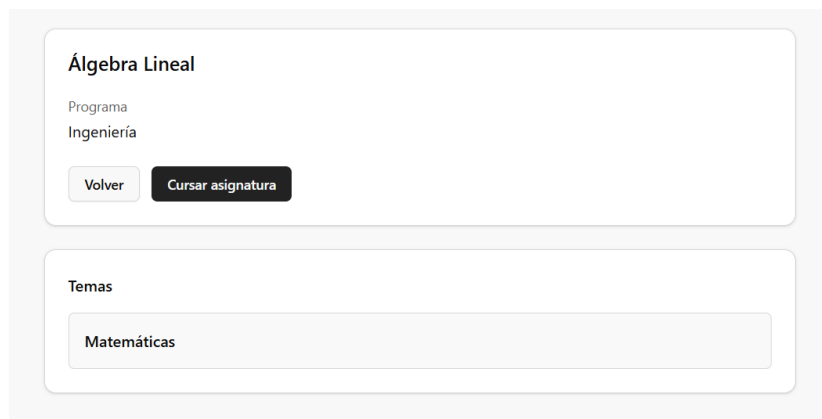 Álgebra Lineal
Programa
Ingeniería
Volver
Cursar asignatura
Temas
Matemáticas